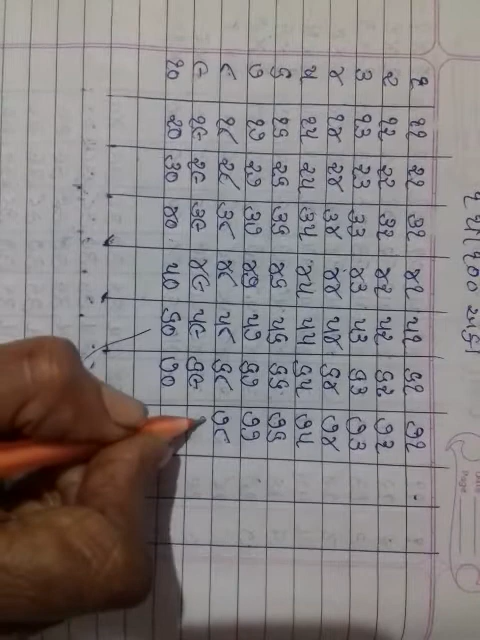 ૧ થી ૧૦૦ સુધી
Date
Page
૧ ૧૧ ૨૧ ૩૧ ૪૧ ૫૧ ૬૧ ૭૧
૨ ૧૨ ૨૨ ૩૨ ૪૨ ૫૨ ૬૨ ૭૨
૩ ૧૩ ૨૩ ૩૩ ૪૩ ૫૩ ૬૩ ૭૩
૪ ૧૪ ૨૪ ૩૪ ૪૪ ૫૪ ૬૪ ૭૪
૫ ૧૫ ૨૫ ૩૫ ૪૫ ૫૫ ૬૫ ૭૫
૬ ૧૬ ૨૬ ૩૬ ૪૬ ૫૬ ૬૬ ૭૬
૭ ૧૭ ૨૭ ૩૭ ૪૭ ૫૭ ૬૭ ૭૭
૮ ૧૮ ૨૮ ૩૮ ૪૮ ૫૮ ૬૮ ૭૮
૯ ૧૯ ૨૯ ૩૯ ૪૯ ૫૯ ૬૯
૧૦ ૨૦ ૩૦ ૪૦ ૫૦ ૬૦ ૭૦